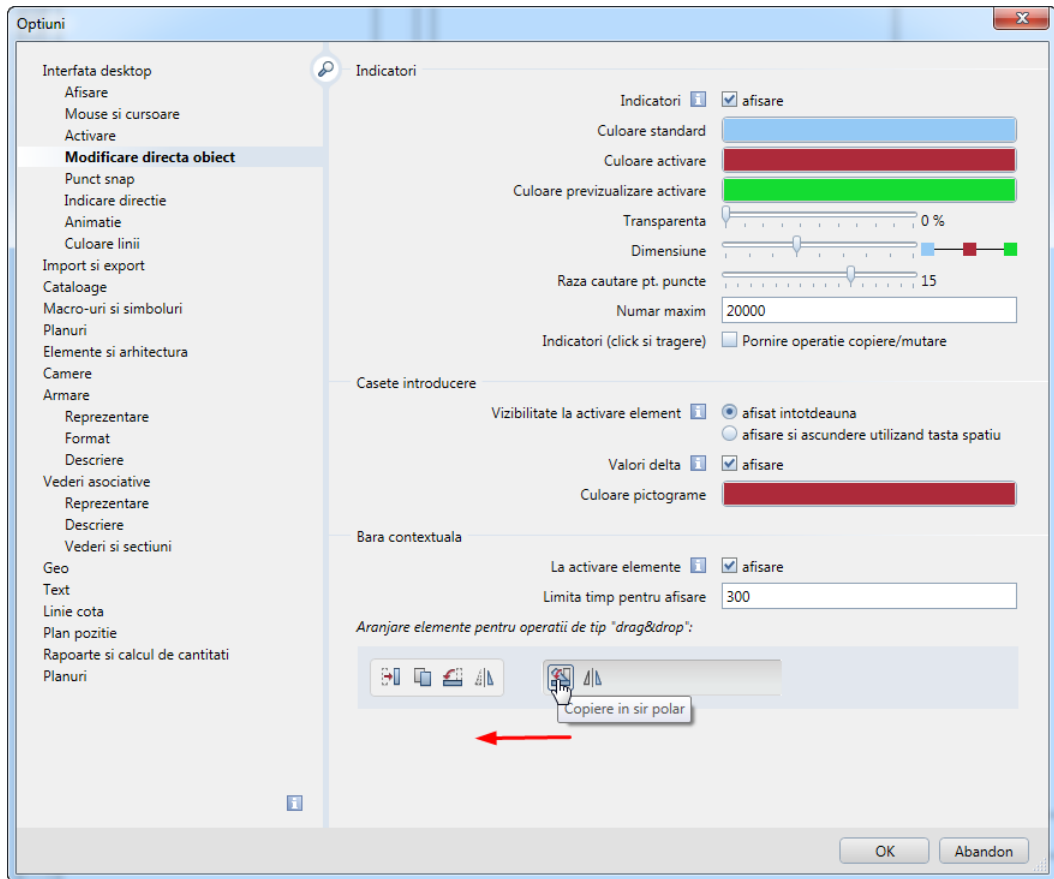 Optiuni
Interfata desktop
Afisare
Mouse si cursoare
Activare
Modificare directa obiect
Punct snap
Indicare directie
Animatie
Culoare linii
Import si export
Cataloage
Macro-uri si simboluri
Planuri
Elemente si arhitectura
Camere
Armare
Reprezentare
Format
Descriere
Vederi asociative
Reprezentare
Descriere
Vederi si sectiuni
Geo
Text
Linie cota
Plan pozitie
Rapoarte si calcul de cantitati
Planuri
Indicatori
Indicatori afisare
Culoare standard
Culoare activare
Culoare previzualizare activare
Transparenta 0 %
Dimensiune
Raza cautare pt. puncte 15
Numar maxim 20000
Indicatori (click si tragere) Pornire operatie copiere/mutare
Casete introducere
Vizibilitate la activare element afisat intotdeauna
afisare si ascundere utilizand tasta spatiu
Valori delta afisare
Culoare pictograme
Bara contextuala
La activare elemente afisare
Limita timp pentru afisare 300
Aranjare elemente pentru operatii de tip "drag&drop":
Copiere in sir polar
OK Abandon